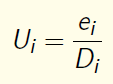 U_i = e_i / D_i